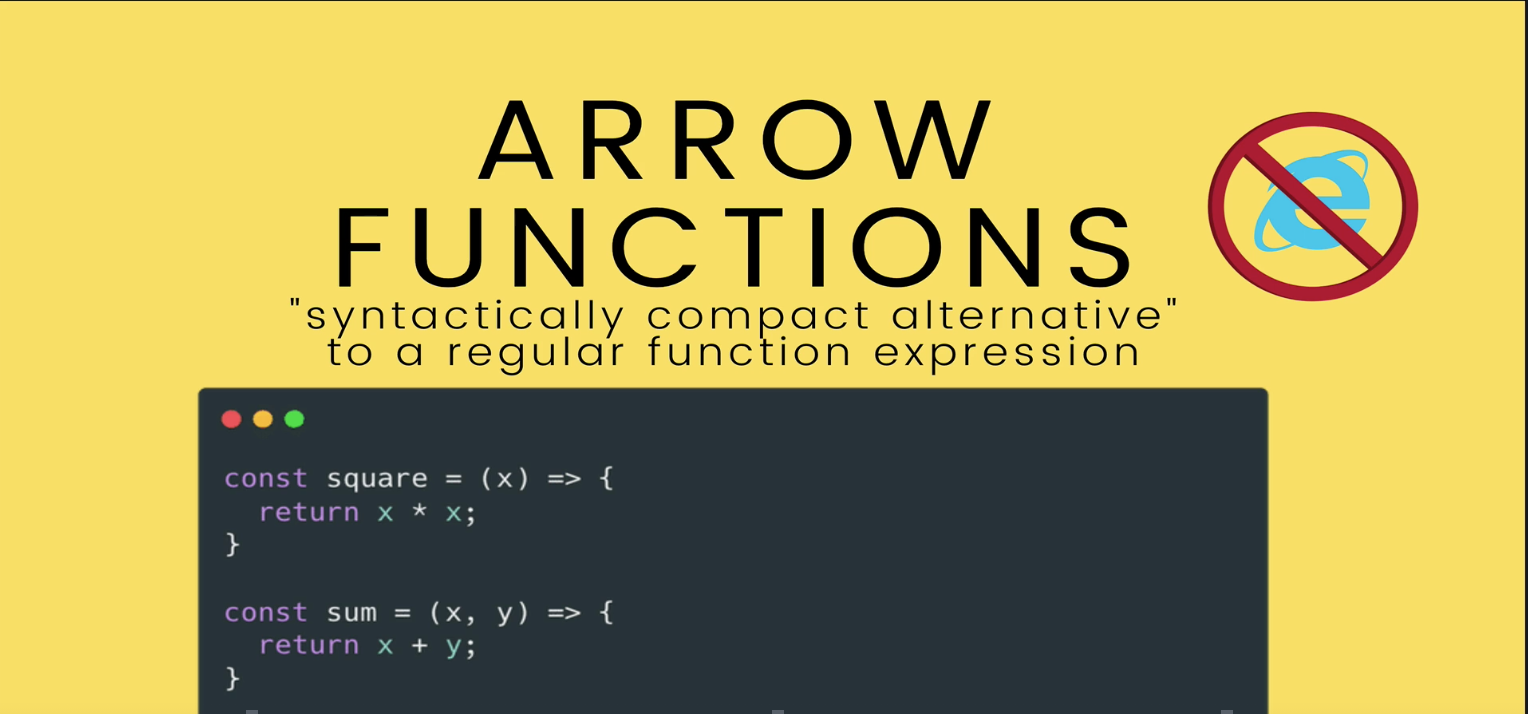 ARROW
FUNCTIONS
"syntactically compact alternative"
to a regular function expression
const square = (x) => {
  return x * x;
}
const sum = (x, y) => {
  return x + y;
}